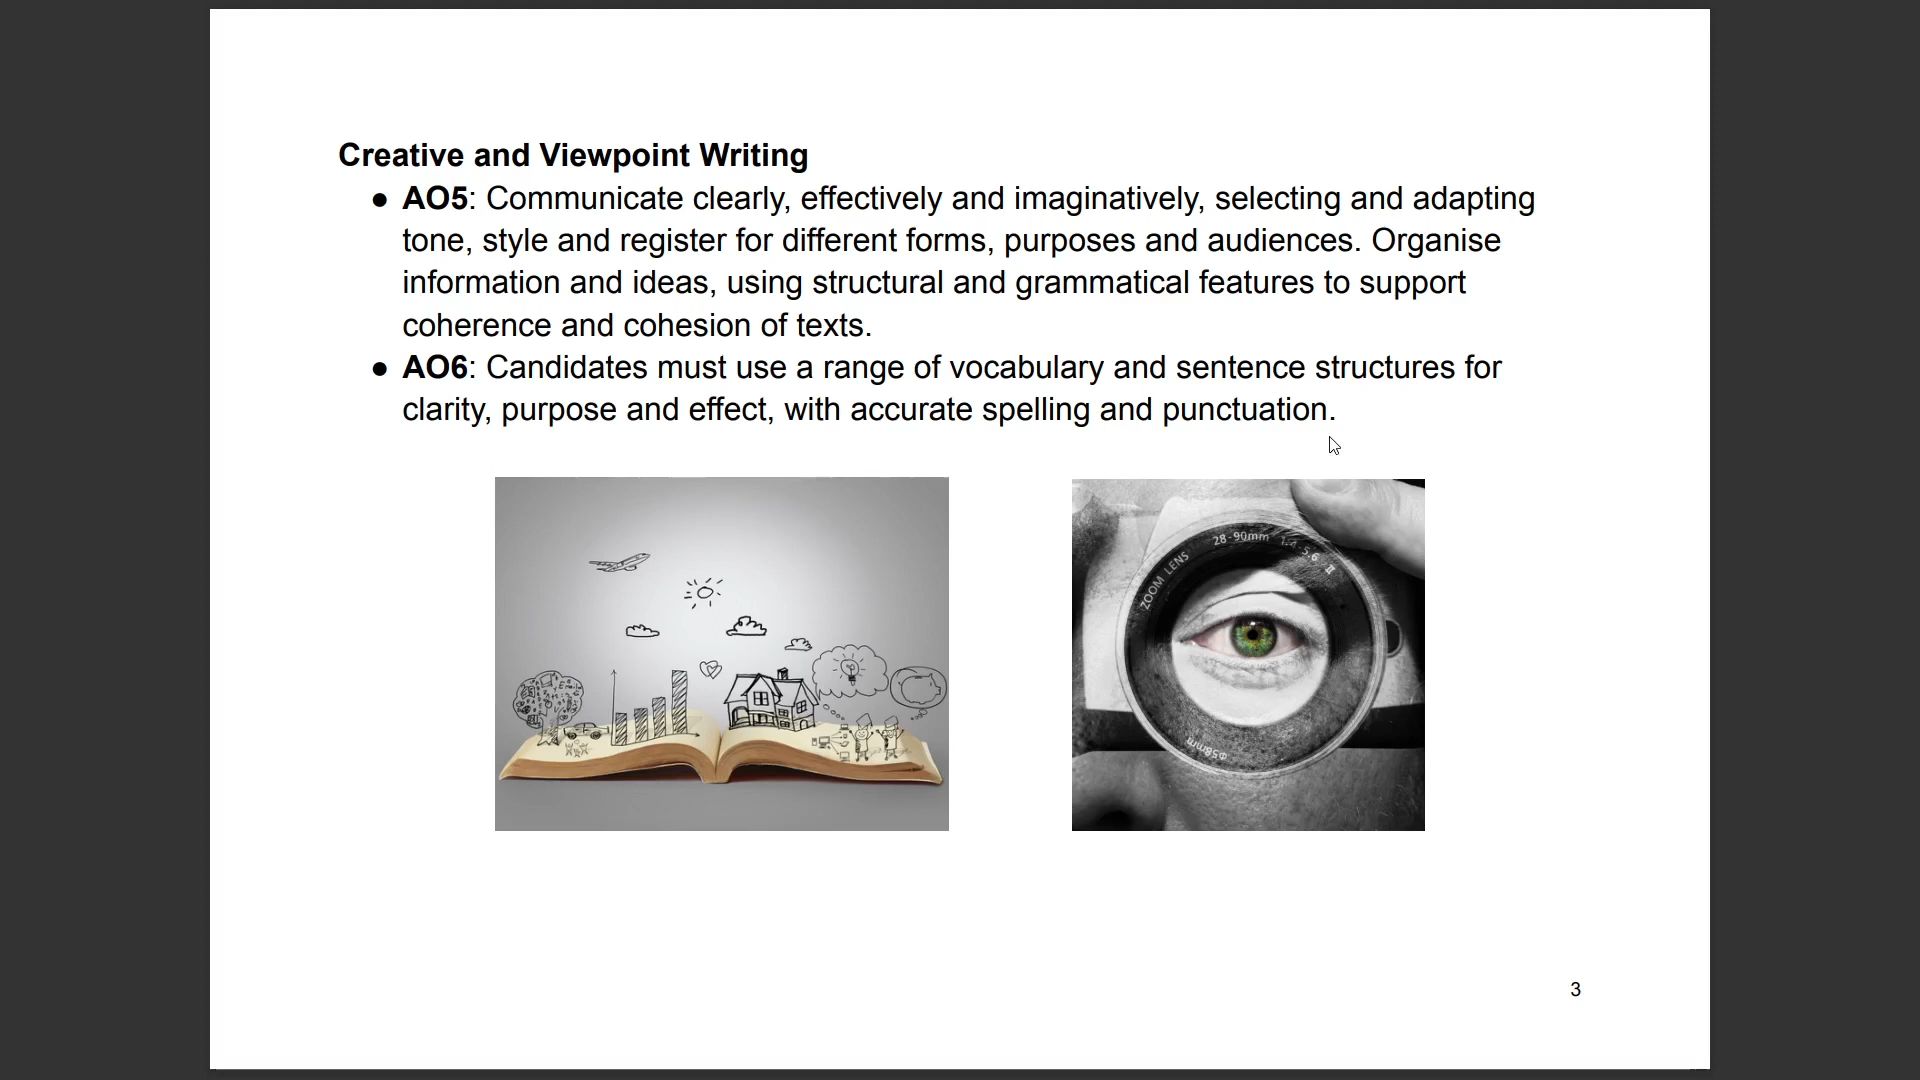 Creative and Viewpoint Writing
● AO5: Communicate clearly, effectively and imaginatively, selecting and adapting
tone, style and register for different forms, purposes and audiences. Organise
information and ideas, using structural and grammatical features to support
coherence and cohesion of texts.
● AO6: Candidates must use a range of vocabulary and sentence structures for
clarity, purpose and effect, with accurate spelling and punctuation.
ZOOM LENS 28-90mm 1:4 5.6 II
Φ58mm
3